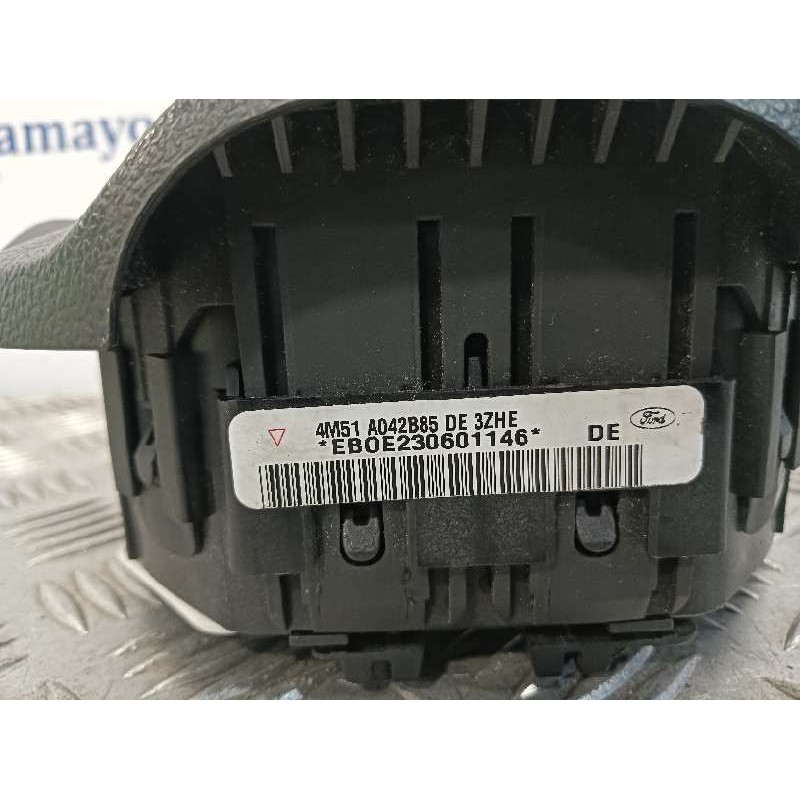 amayo
4M51 A042B85 DE 3ZHE
*EB0E230601146* DE
Ford